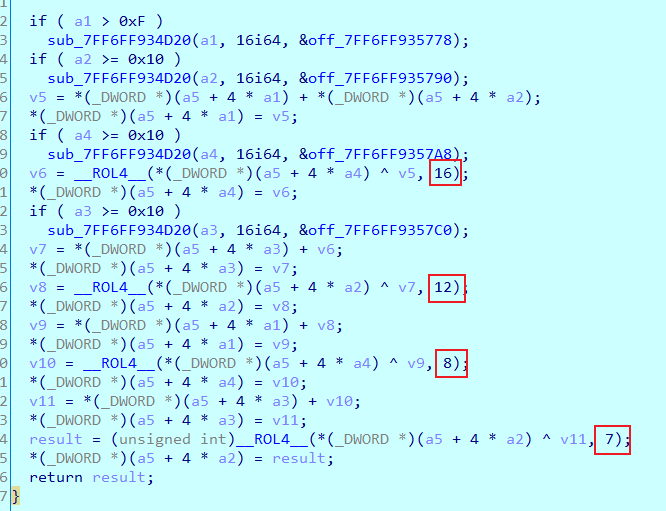 1
2 if ( a1 > 0xF )
3 sub_7FF6FF934D20(a1, 16i64, &off_7FF6FF935778);
4 if ( a2 >= 0x10 )
5 sub_7FF6FF934D20(a2, 16i64, &off_7FF6FF935790);
6 v5 = *(_DWORD *)(a5 + 4 * a1) + *(_DWORD *)(a5 + 4 * a2);
7 *(_DWORD *)(a5 + 4 * a1) = v5;
8 if ( a4 >= 0x10 )
9 sub_7FF6FF934D20(a4, 16i64, &off_7FF6FF9357A8);
0 v6 = __ROL4__(*(_DWORD *)(a5 + 4 * a4) ^ v5, 16);
1 *(_DWORD *)(a5 + 4 * a4) = v6;
2 if ( a3 >= 0x10 )
3 sub_7FF6FF934D20(a3, 16i64, &off_7FF6FF9357C0);
4 v7 = *(_DWORD *)(a5 + 4 * a3) + v6;
5 *(_DWORD *)(a5 + 4 * a3) = v7;
6 v8 = __ROL4__(*(_DWORD *)(a5 + 4 * a2) ^ v7, 12);
7 *(_DWORD *)(a5 + 4 * a2) = v8;
8 v9 = *(_DWORD *)(a5 + 4 * a1) + v8;
9 *(_DWORD *)(a5 + 4 * a1) = v9;
0 v10 = __ROL4__(*(_DWORD *)(a5 + 4 * a4) ^ v9, 8);
1 *(_DWORD *)(a5 + 4 * a4) = v10;
2 v11 = *(_DWORD *)(a5 + 4 * a3) + v10;
3 *(_DWORD *)(a5 + 4 * a3) = v11;
4 result = (unsigned int)__ROL4__(*(_DWORD *)(a5 + 4 * a2) ^ v11, 7);
5 *(_DWORD *)(a5 + 4 * a2) = result;
6 return result;
7 }